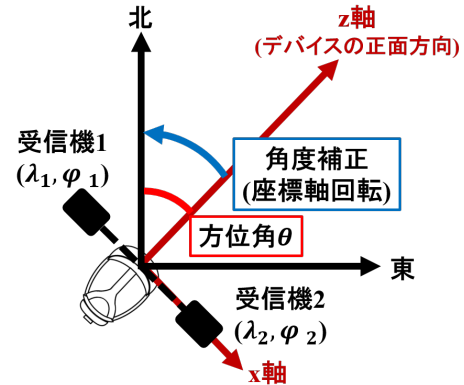 北
z軸
(デバイスの正面方向)
受信機1
(λ₁, φ ₁)
角度補正
(座標軸回転)
方位角θ
東
受信機2
(λ₂, φ ₂)
x軸